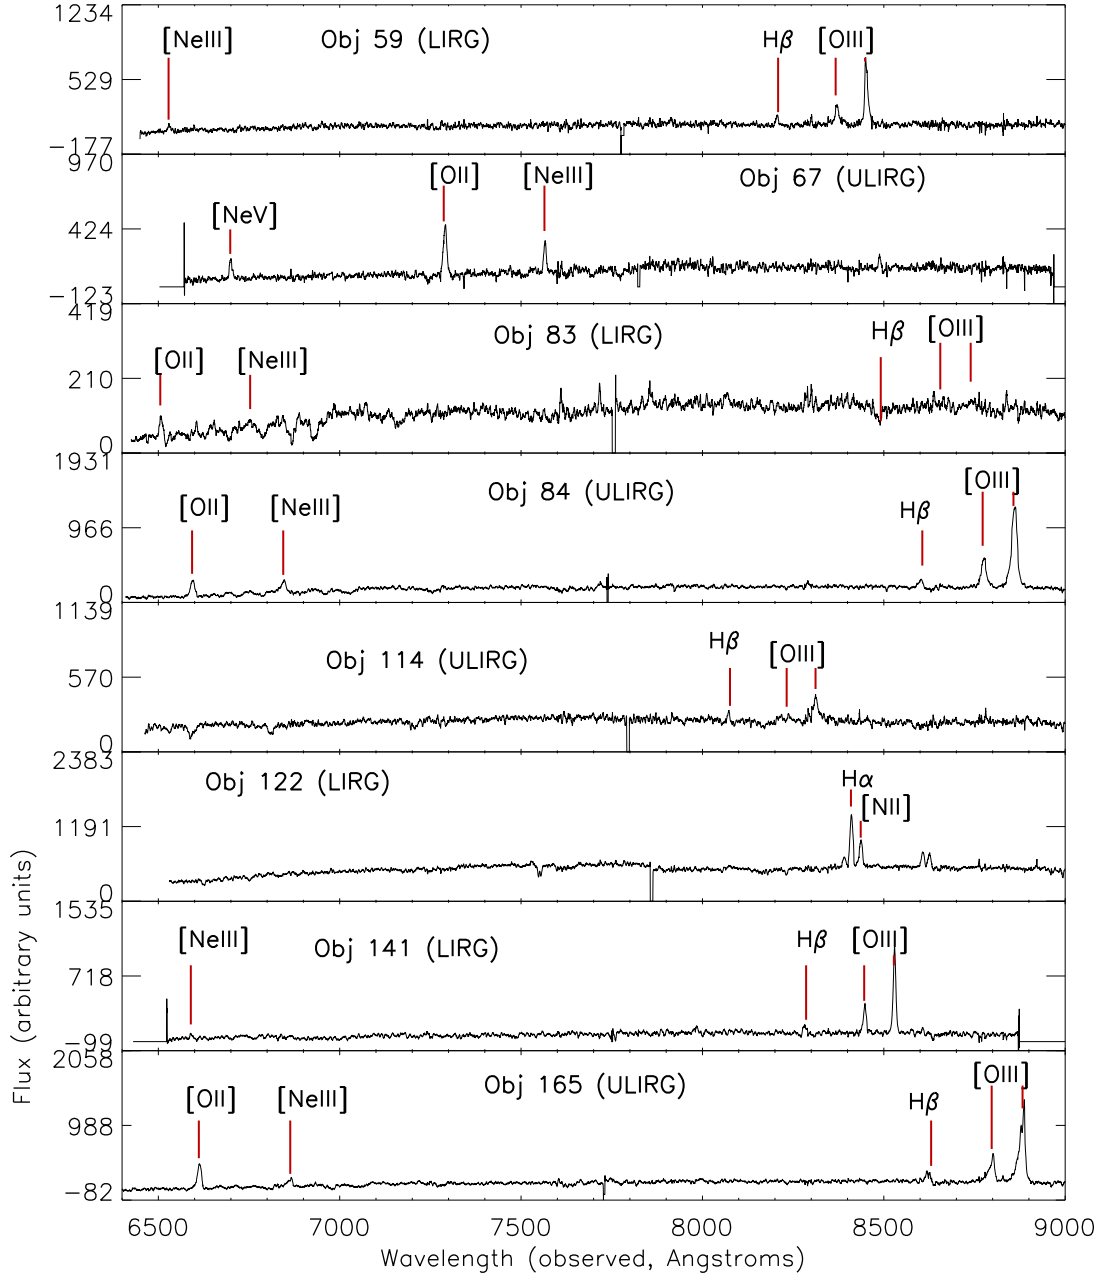 1234
[NeIII] Obj 59 (LIRG) Hβ [OIII]
529
−177
970
[OII] [NeIII] Obj 67 (ULIRG)
[NeV]
424
−123
419
Obj 83 (LIRG) Hβ [OIII]
[OII] [NeIII]
210
0
1931
Obj 84 (ULIRG) [OIII]
[OII] [NeIII] Hβ
966
0
1139
Hβ
Obj 114 (ULIRG) [OIII]
570
0
2383
Obj 122 (LIRG) Hα
[NII]
1191
0
1535
[NeIII] Obj 141 (LIRG) Hβ [OIII]
718
−99
2058
Obj 165 (ULIRG) [OIII]
[OII] [NeIII] Hβ
988
−82
6500 7000 7500 8000 8500 9000
Wavelength (observed, Angstroms)
Flux (arbitrary units)